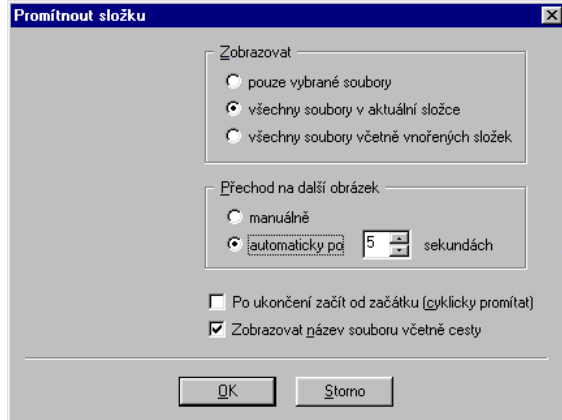 Promítnout složku
Zobrazovat
pouze vybrané soubory
všechny soubory v aktuální složce
všechny soubory včetně vnořených složek
Přechod na další obrázek
manuálně
automaticky po 5 sekundách
Po ukončení začít od začátku (cyklicky promítat)
Zobrazovat název souboru včetně cesty
OK Storno